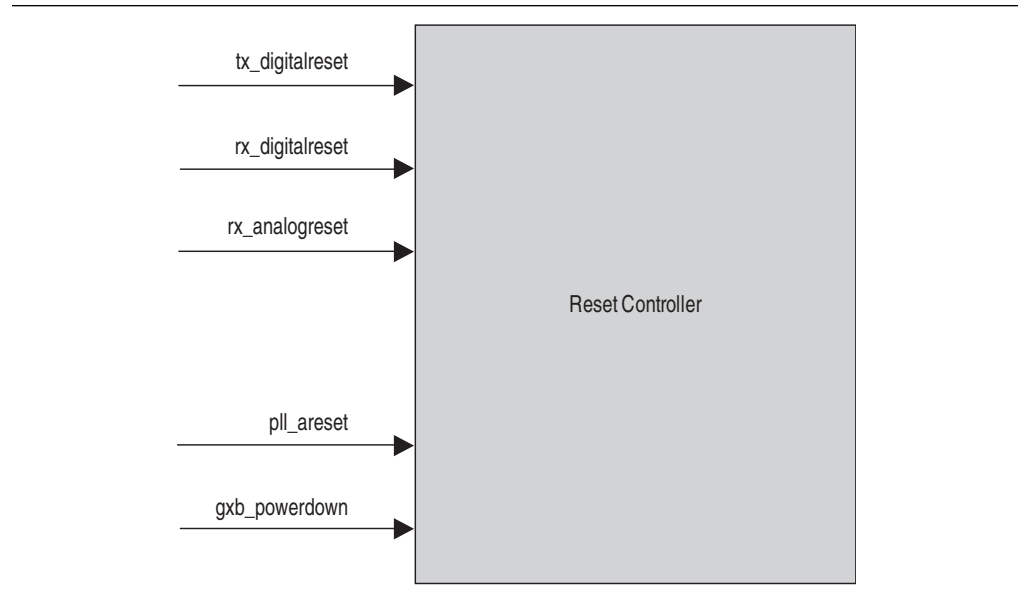 tx_digitalreset
rx_digitalreset
rx_analogreset
Reset Controller
pll_areset
gxb_powerdown